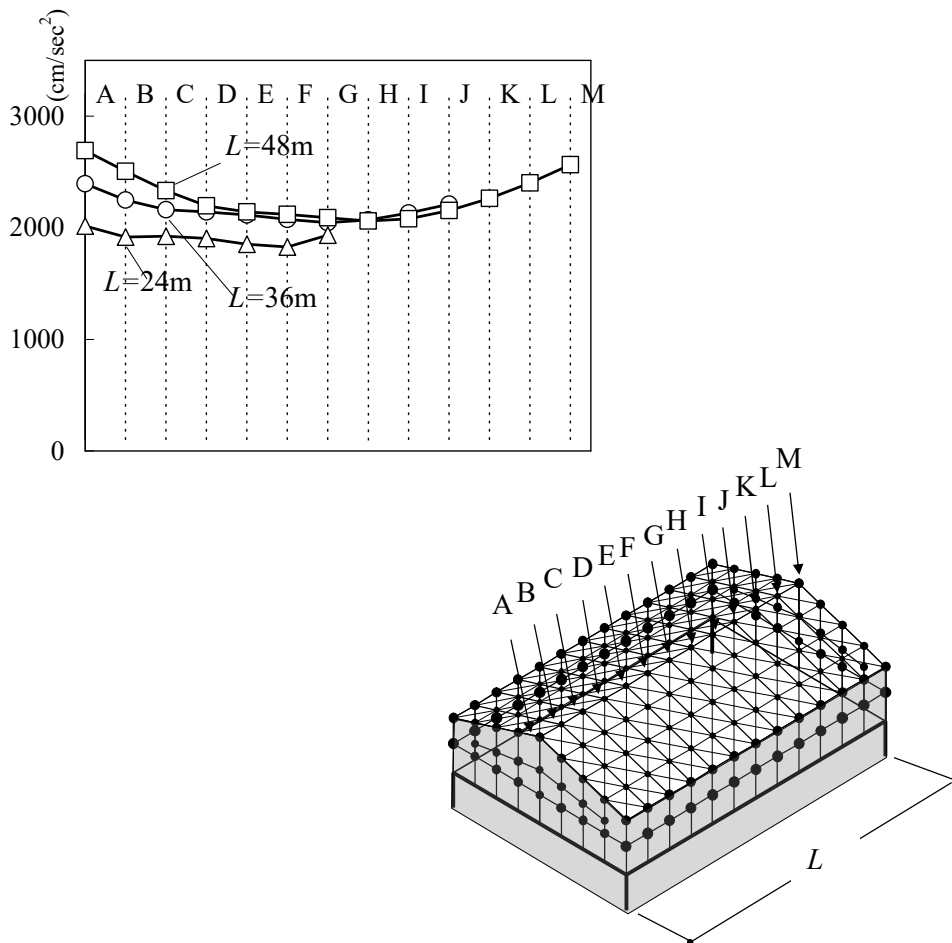 (cm/sec²)
A B C D E F G H I J K L M
3000
L=48m
2000
L=24m
L=36m
1000
0
A B C D E F G H I J K L M
L